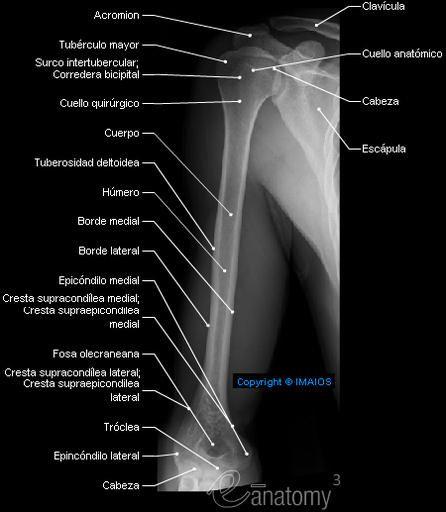 Acromion
Clavícula
Tubérculo mayor
Cuello anatómico
Surco intertubercular;
Corredera bicipital
Cuello quirúrgico
Cabeza
Cuerpo
Escápula
Tuberosidad deltoidea
Húmero
Borde medial
Borde lateral
Epicóndilo medial
Cresta supracondílea medial;
Cresta supraepicondílea
medial
Fosa olecraneana
Cresta supracondílea lateral;
Cresta supraepicondílea
lateral
Copyright © IMAIOS
Tróclea
Epincóndilo lateral
Cabeza
e-anatomy
3